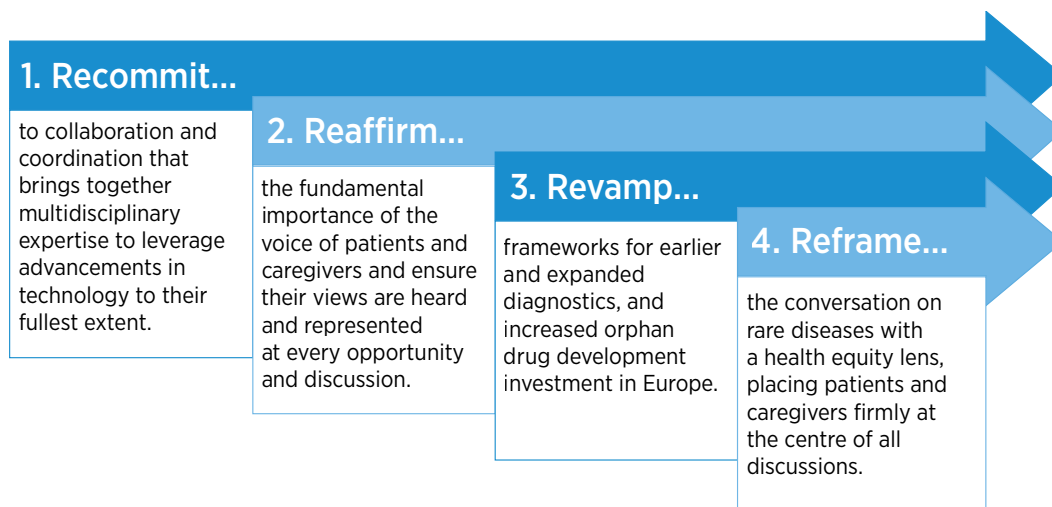 1. Recommit...
to collaboration and
coordination that
brings together
multidisciplinary
expertise to leverage
advancements in
technology to their
fullest extent.
2. Reaffirm...
the fundamental
importance of the
voice of patients and
caregivers and ensure
their views are heard
and represented
at every opportunity
and discussion.
3. Revamp...
frameworks for earlier
and expanded
diagnostics, and
increased orphan
drug development
investment in Europe.
4. Reframe...
the conversation on
rare diseases with
a health equity lens,
placing patients and
caregivers firmly at
the centre of all
discussions.